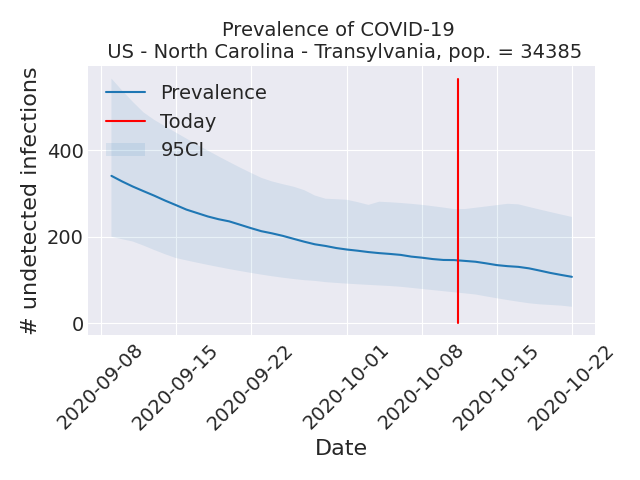 Prevalence of COVID-19
US - North Carolina - Transylvania, pop. = 34385
# undetected infections
400
200
0
Prevalence
Today
95CI
2020-09-08
2020-09-15
2020-09-22
2020-10-01
2020-10-08
2020-10-15
2020-10-22
Date